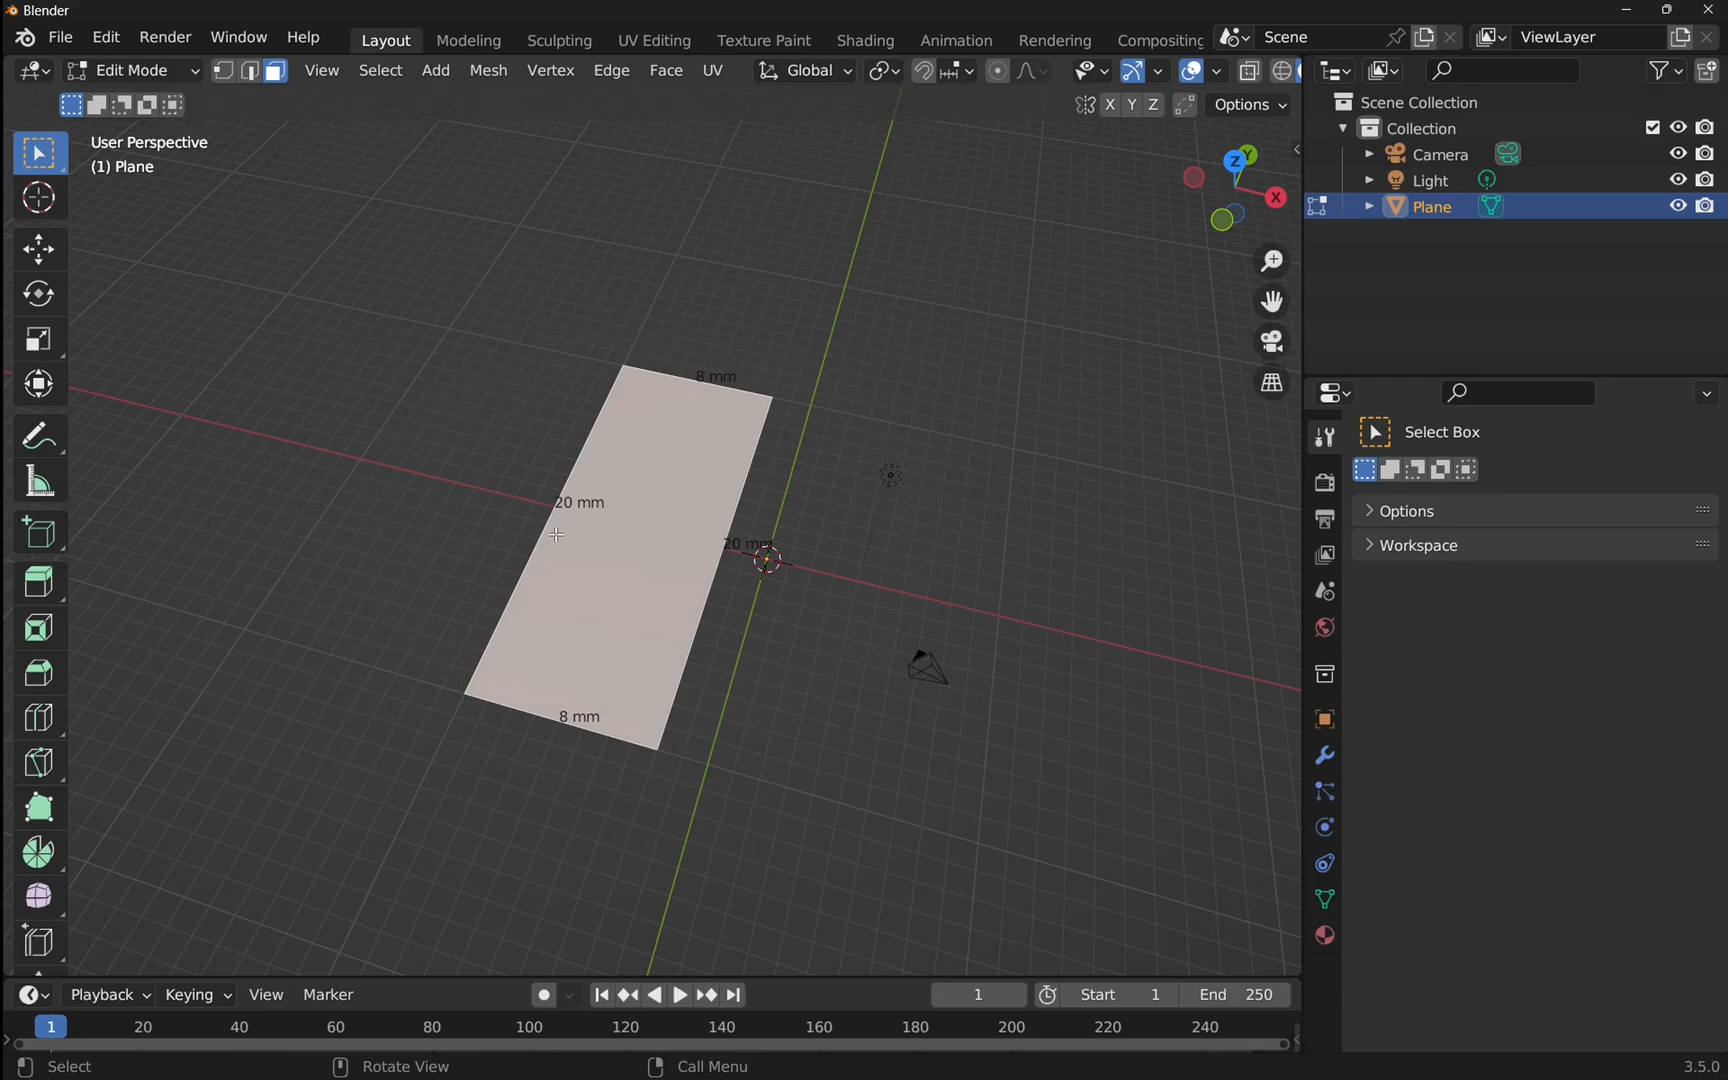 Blender
File Edit Render Window Help Layout Modeling Sculpting UV Editing Texture Paint Shading Animation Rendering Compositing Scene ViewLayer
Edit Mode View Select Add Mesh Vertex Edge Face UV Global
X Y Z Options
User Perspective
(1) Plane
Z Y
X
8 mm
20 mm
20 mm
8 mm
Scene Collection
Collection
Camera
Light
Plane
Select Box
Options
Workspace
Playback Keying View Marker 1 Start 1 End 250
1 20 40 60 80 100 120 140 160 180 200 220 240
Select Rotate View Call Menu 3.5.0